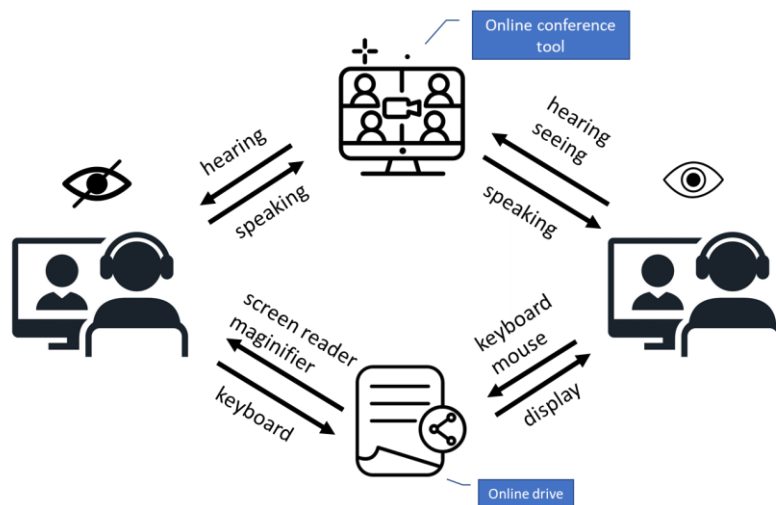 Online conference
tool
hearing
speaking
hearing
seeing
speaking
screen reader
maginifier
keyboard
keyboard
mouse
display
Online drive